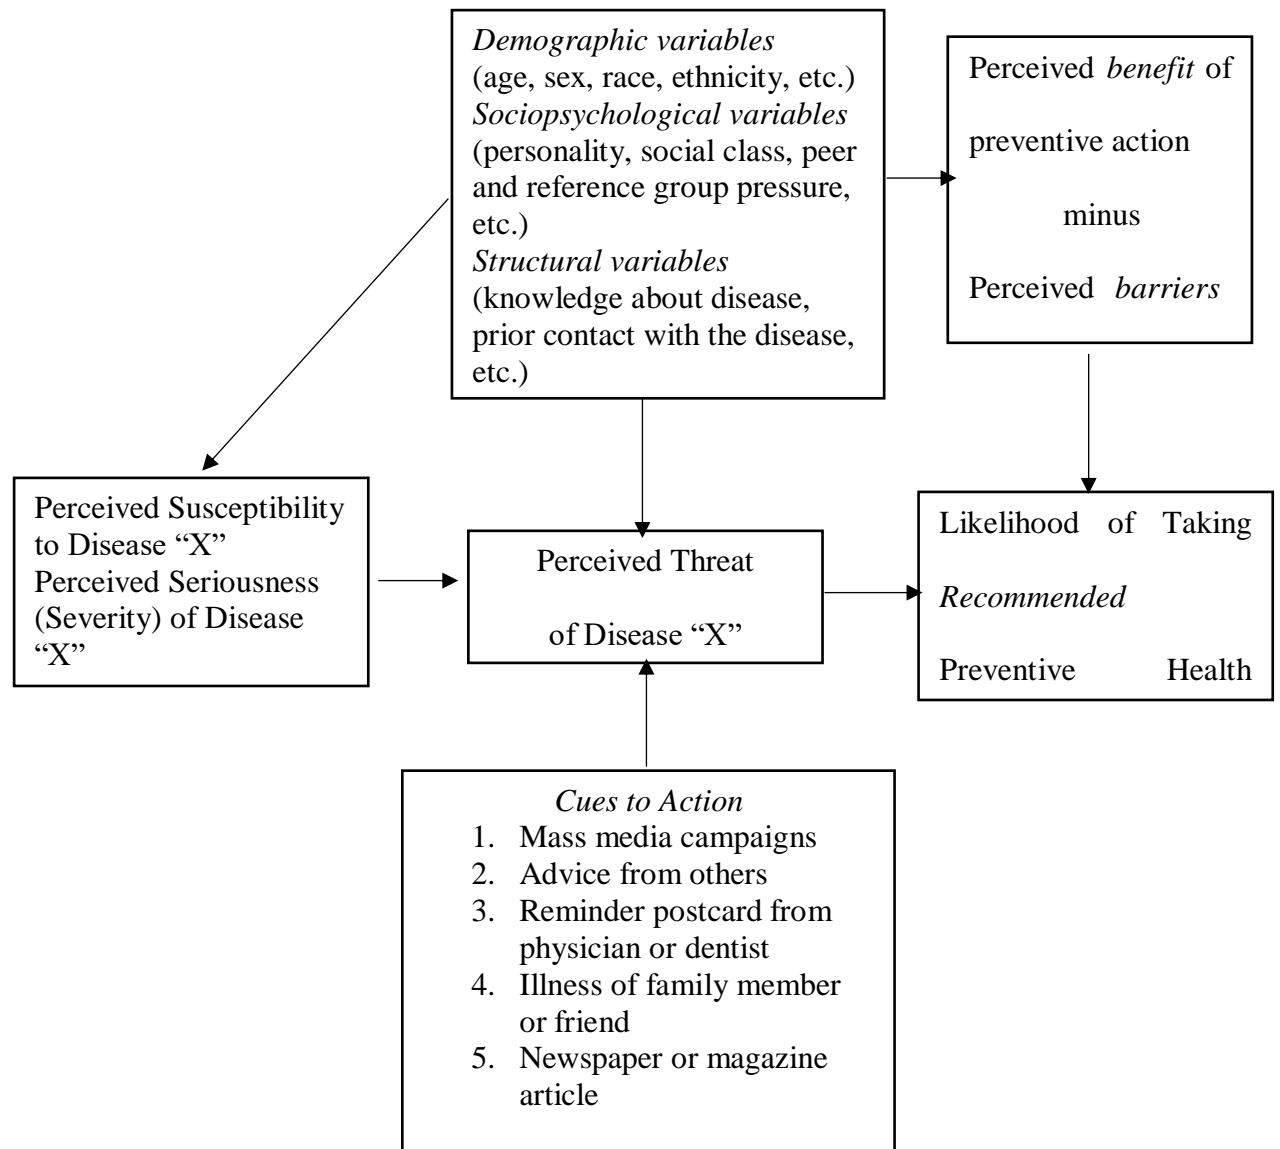 Demographic variables
(age, sex, race, ethnicity, etc.)
Sociopsychological variables
(personality, social class, peer
and reference group pressure,
etc.)
Structural variables
(knowledge about disease,
prior contact with the disease,
etc.)
Perceived benefit of
preventive action
minus
Perceived barriers
Perceived Susceptibility
to Disease “X”
Perceived Seriousness
(Severity) of Disease
“X”
Perceived Threat
of Disease “X”
Likelihood of Taking
Recommended
Preventive Health
Cues to Action
1. Mass media campaigns
2. Advice from others
3. Reminder postcard from
physician or dentist
4. Illness of family member
or friend
5. Newspaper or magazine
article